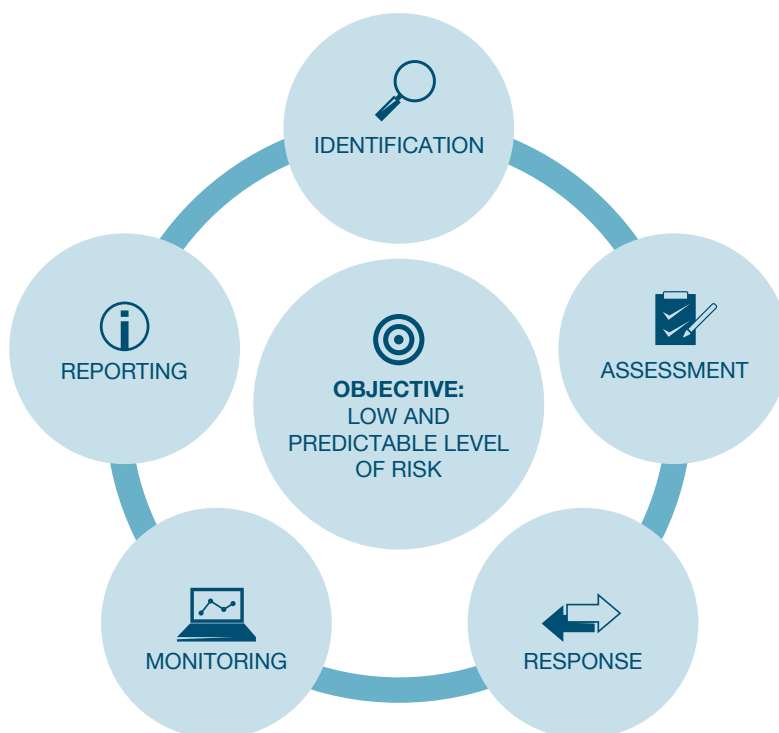 IDENTIFICATION
ASSESSMENT
RESPONSE
MONITORING
REPORTING
OBJECTIVE:
LOW AND
PREDICTABLE LEVEL
OF RISK